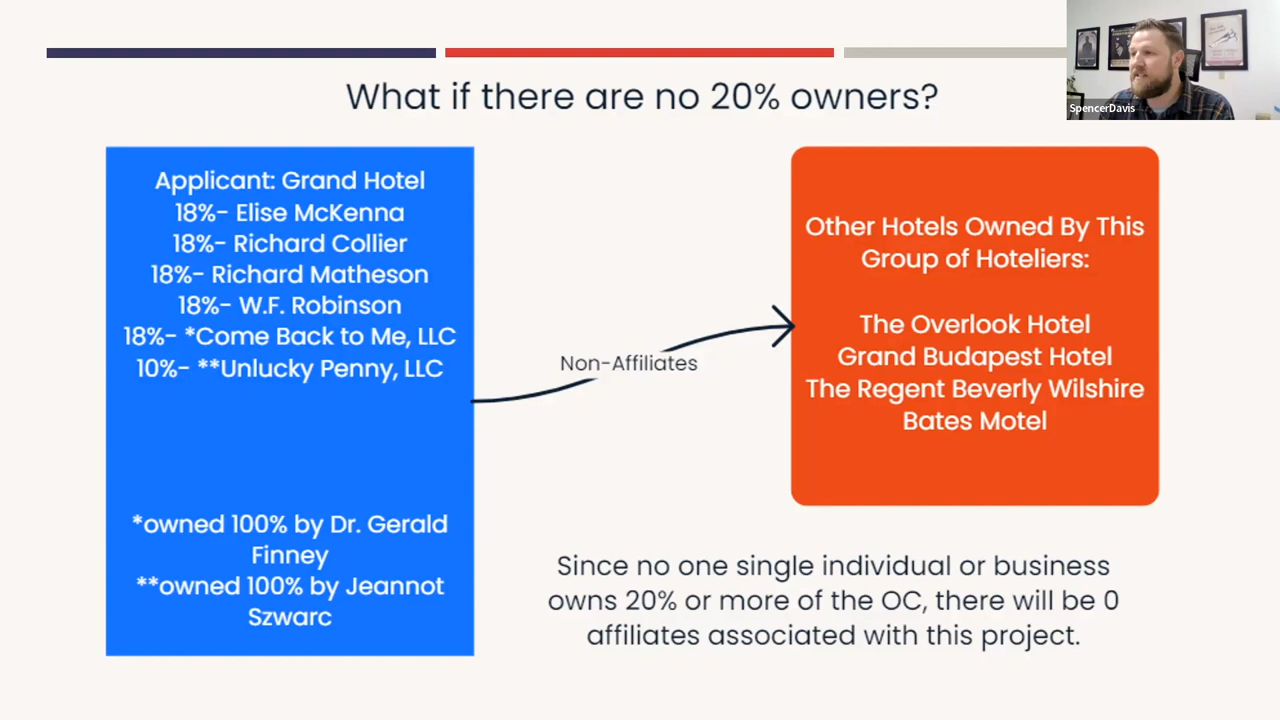 What if there are no 20% owners?
SpencerDavis
Applicant: Grand Hotel
18%- Elise McKenna
18%- Richard Collier
18%- Richard Matheson
18%- W.F. Robinson
18%- *Come Back to Me, LLC
10%- **Unlucky Penny, LLC
*owned 100% by Dr. Gerald
Finney
**owned 100% by Jeannot
Szwarc
Non-Affiliates
Other Hotels Owned By This
Group of Hoteliers:
The Overlook Hotel
Grand Budapest Hotel
The Regent Beverly Wilshire
Bates Motel
Since no one single individual or business
owns 20% or more of the OC, there will be 0
affiliates associated with this project.